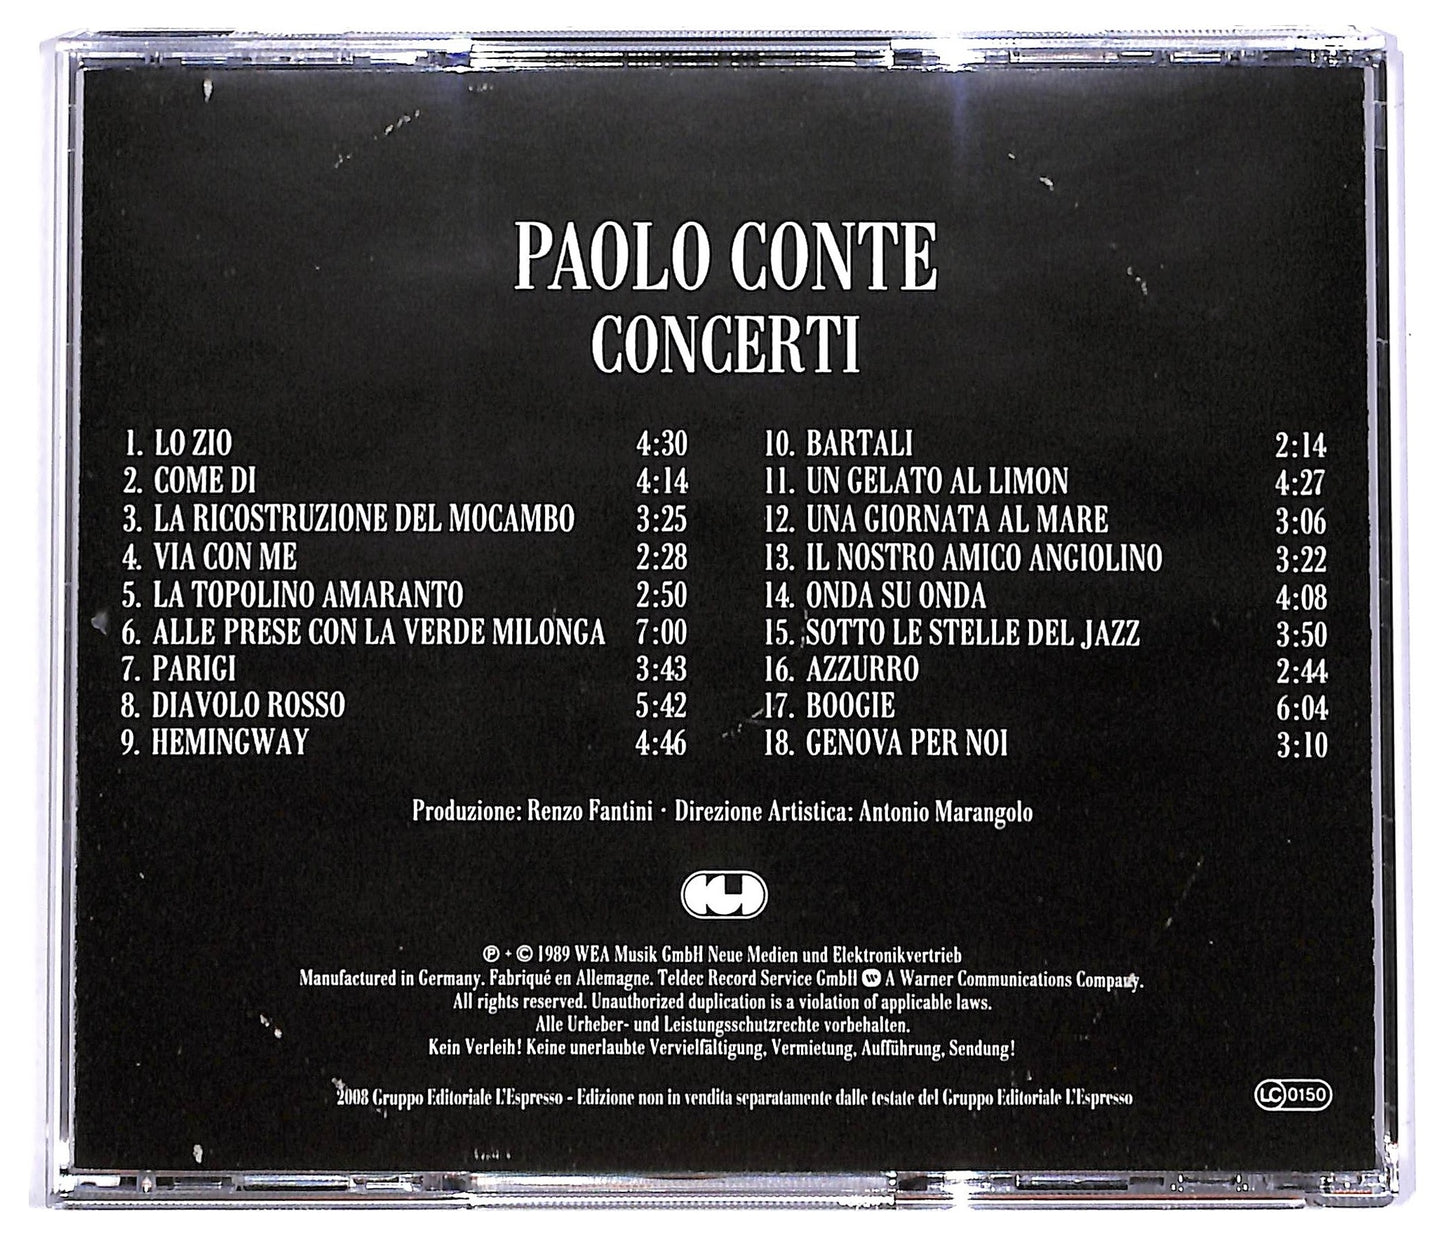 PAOLO CONTE
CONCERTI
1. LO ZIO 4:30
2. COME DI 4:14
3. LA RICOSTRUZIONE DEL MOCAMBO 3:25
4. VIA CON ME 2:28
5. LA TOPOLINO AMARANTO 2:50
6. ALLE PRESE CON LA VERDE MILONGA 7:00
7. PARIGI 3:43
8. DIAVOLO ROSSO 5:42
9. HEMINGWAY 4:46
10. BARTALI 2:14
11. UN GELATO AL LIMON 4:27
12. UNA GIORNATA AL MARE 3:06
13. IL NOSTRO AMICO ANGIOLINO 3:22
14. ONDA SU ONDA 4:08
15. SOTTO LE STELLE DEL JAZZ 3:50
16. AZZURRO 2:44
17. BOOGIE 6:04
18. GENOVA PER NOI 3:10
Produzione: Renzo Fantini · Direzione Artistica: Antonio Marangolo
℗ + © 1989 WEA Musik GmbH Neue Medien und Elektronikvertrieb
Manufactured in Germany. Fabriqué en Allemagne. Teldec Record Service GmbH A Warner Communications Company.
All rights reserved. Unauthorized duplication is a violation of applicable laws.
Alle Urheber- und Leistungsschutzrechte vorbehalten.
Kein Verleih! Keine unerlaubte Vervielfältigung, Vermietung, Aufführung, Sendung!
2008 Gruppo Editoriale L'Espresso - Edizione non in vendita separatamente dalle testate del Gruppo Editoriale L'Espresso
LC 0150